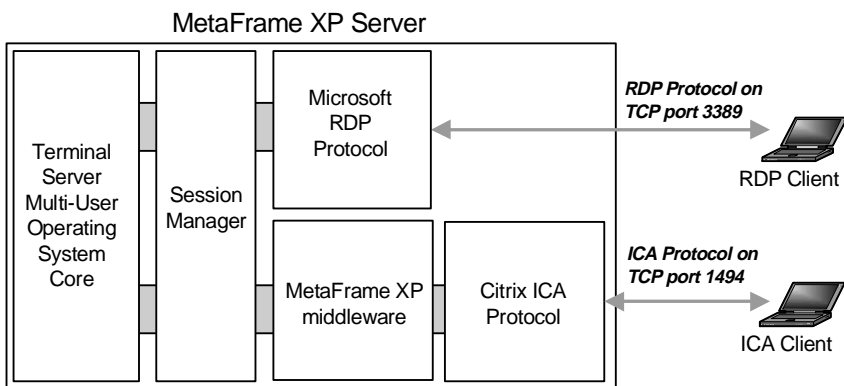 MetaFrame XP Server
Terminal
Server
Multi-User
Operating
System
Core
Session
Manager
Microsoft
RDP
Protocol
MetaFrame XP
middleware
Citrix ICA
Protocol
RDP Protocol on
TCP port 3389
RDP Client
ICA Protocol on
TCP port 1494
ICA Client